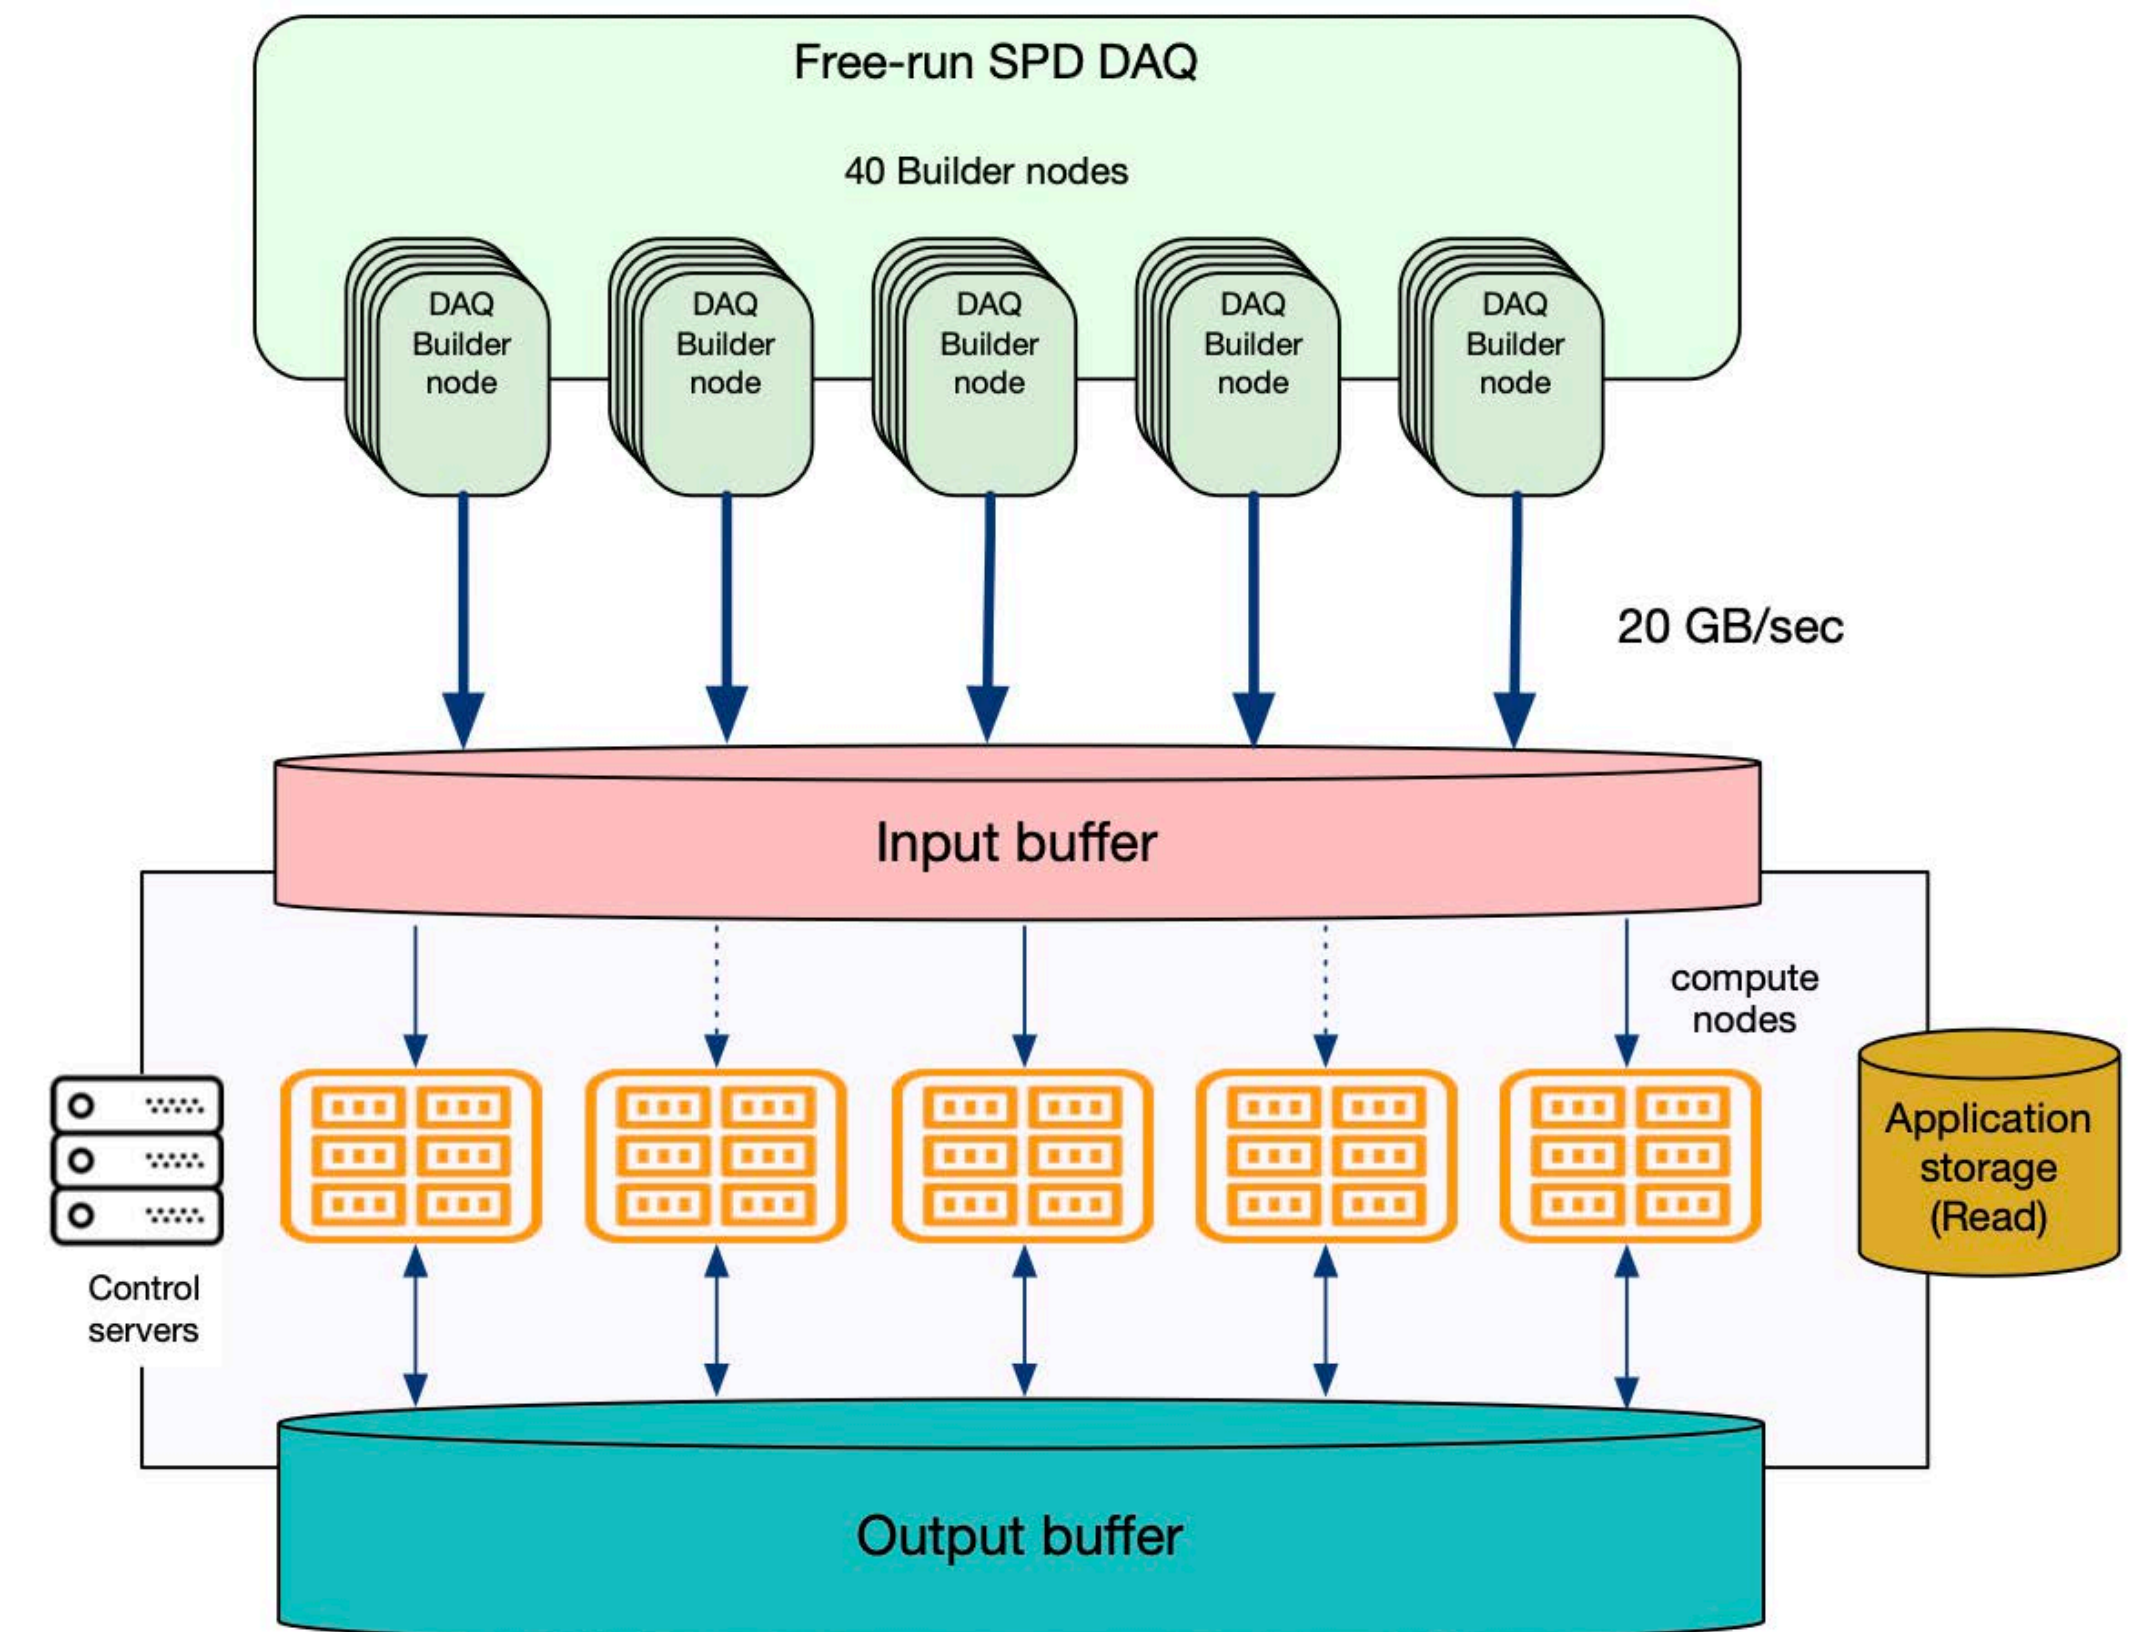 Free-run SPD DAQ
40 Builder nodes
DAQ
Builder
node
DAQ
Builder
node
DAQ
Builder
node
DAQ
Builder
node
DAQ
Builder
node
20 GB/sec
Input buffer
compute
nodes
Application
storage
(Read)
Control
servers
Output buffer